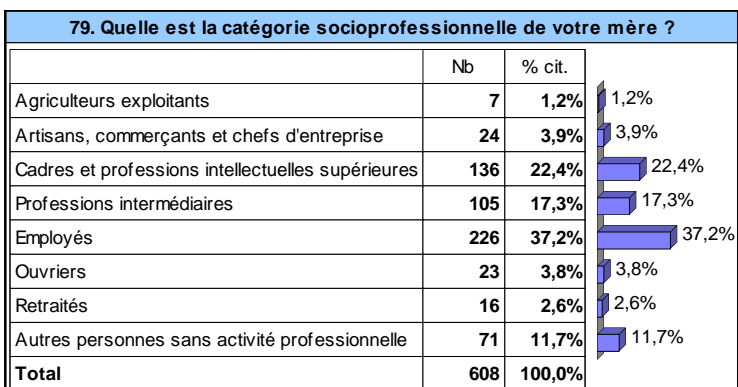 79. Quelle est la catégorie socioprofessionnelle de votre mère ?
Nb % cit.
Agriculteurs exploitants 7 1,2% 1,2%
Artisans, commerçants et chefs d'entreprise 24 3,9% 3,9%
Cadres et professions intellectuelles supérieures 136 22,4% 22,4%
Professions intermédiaires 105 17,3% 17,3%
Employés 226 37,2% 37,2%
Ouvriers 23 3,8% 3,8%
Retraités 16 2,6% 2,6%
Autres personnes sans activité professionnelle 71 11,7% 11,7%
Total 608 100,0%